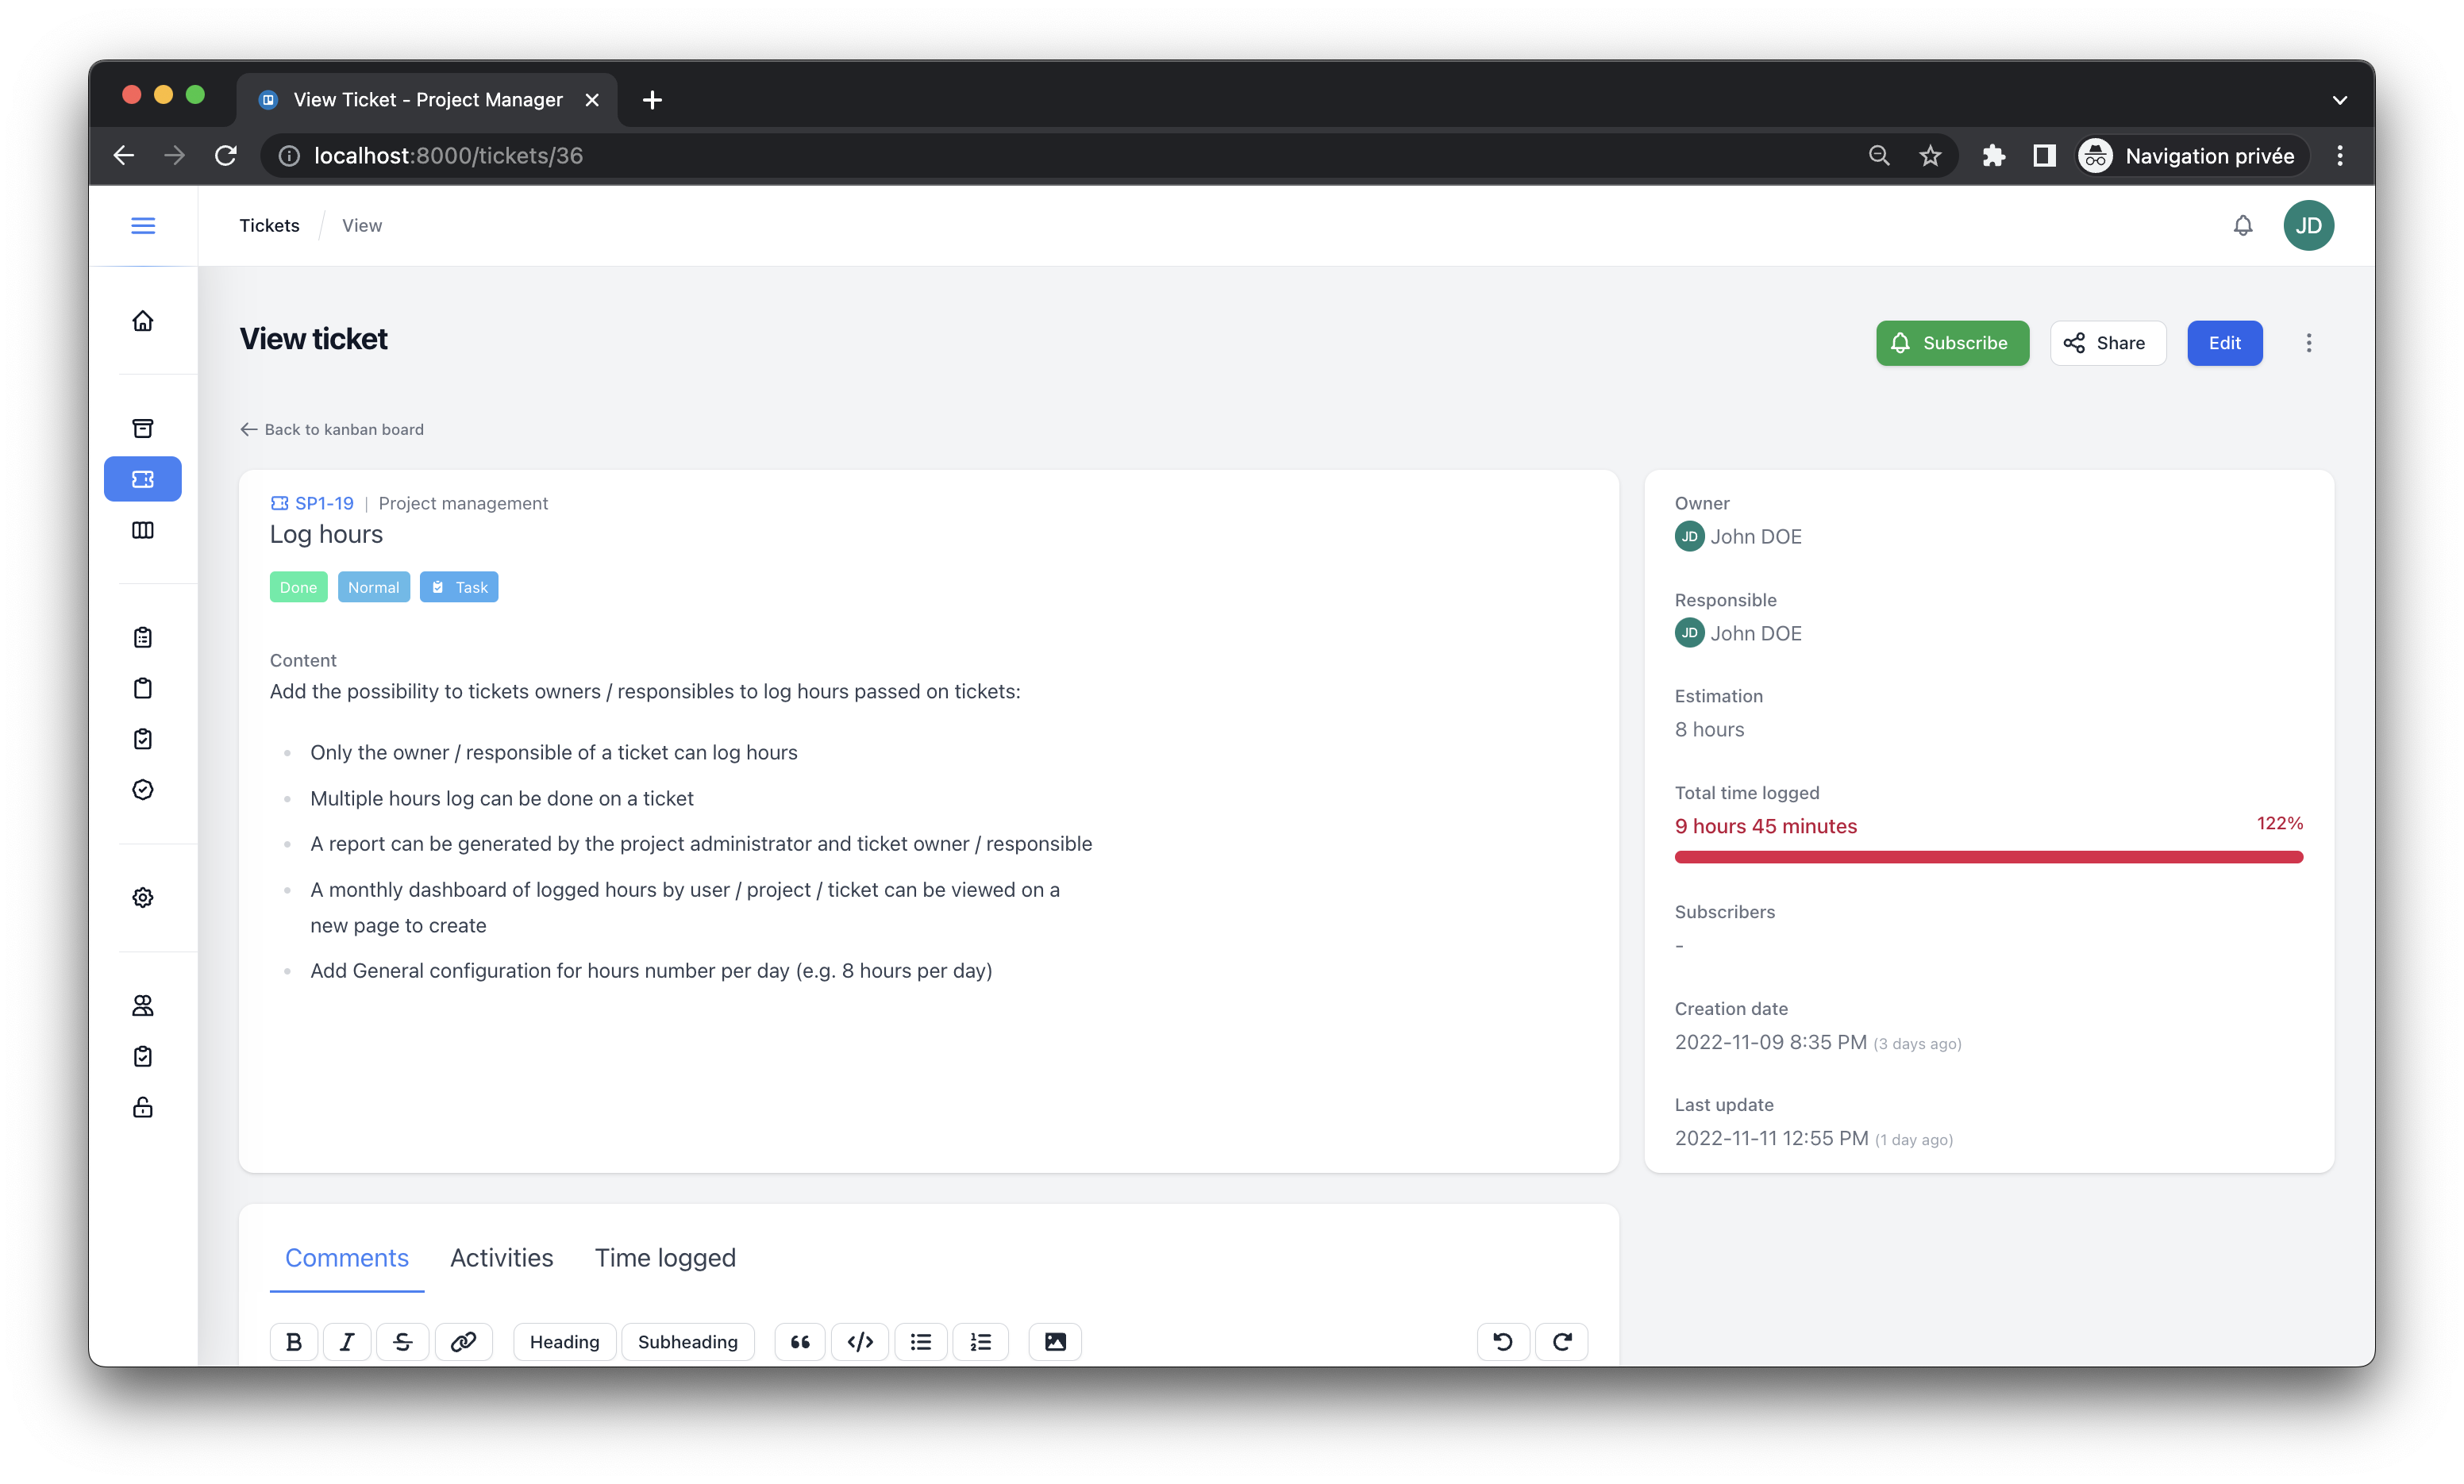 View Ticket - Project Manager
localhost:8000/tickets/36
Navigation privée
Tickets / View
JD
View ticket
Subscribe
Share
Edit
Back to kanban board
SP1-19 | Project management
Log hours
Done Normal Task
Content
Add the possibility to tickets owners / responsibles to log hours passed on tickets:
Only the owner / responsible of a ticket can log hours
Multiple hours log can be done on a ticket
A report can be generated by the project administrator and ticket owner / responsible
A monthly dashboard of logged hours by user / project / ticket can be viewed on a
new page to create
Add General configuration for hours number per day (e.g. 8 hours per day)
Owner
JD John DOE
Responsible
JD John DOE
Estimation
8 hours
Total time logged
9 hours 45 minutes 122%
Subscribers
-
Creation date
2022-11-09 8:35 PM (3 days ago)
Last update
2022-11-11 12:55 PM (1 day ago)
Comments Activities Time logged
B I S Heading Subheading